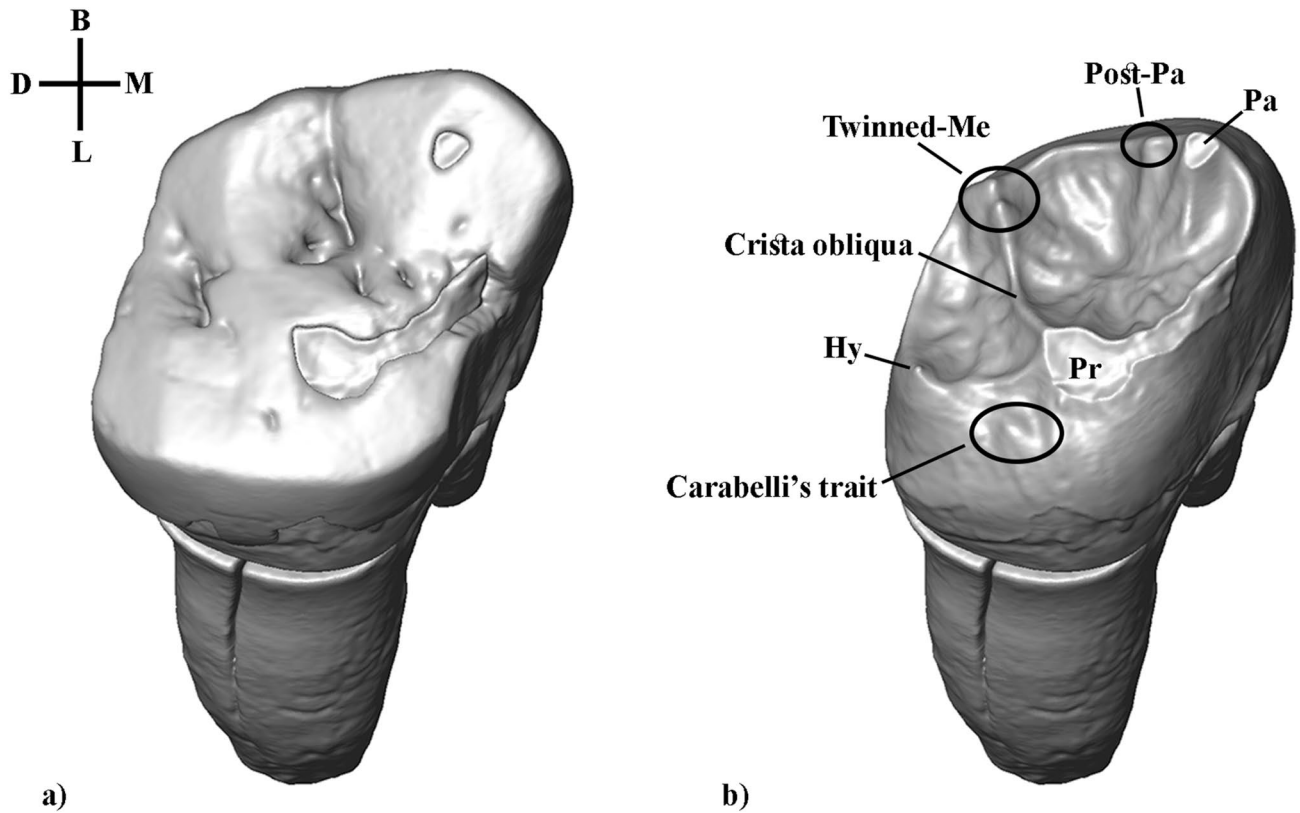 B
D M
L
Post-Pa
Pa
Twinned-Me
Crista obliqua
Hy
Pr
Carabelli's trait
a)
b)